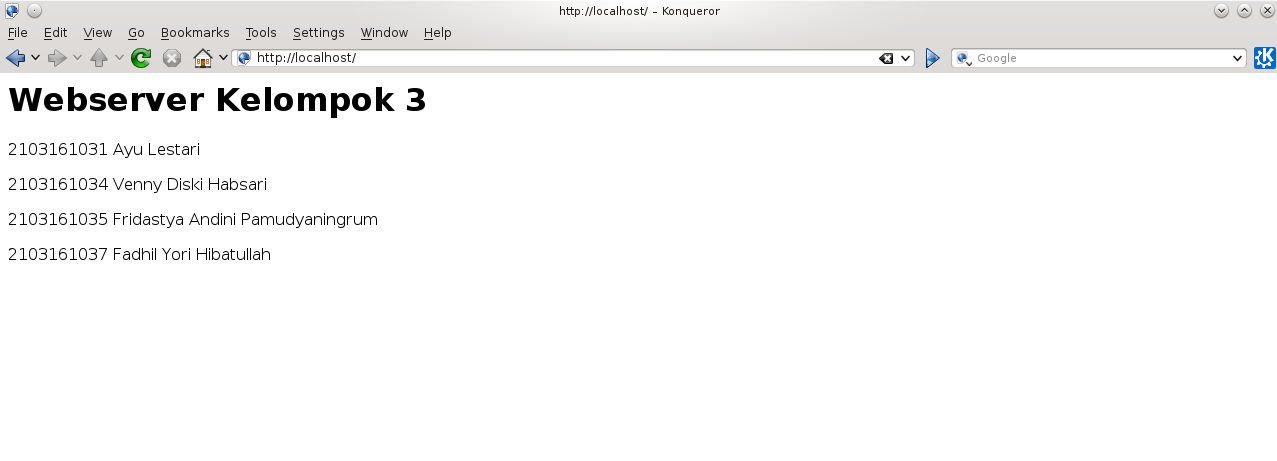 http://localhost/ – Konqueror
File Edit View Go Bookmarks Tools Settings Window Help
http://localhost/ Google
Webserver Kelompok 3
2103161031 Ayu Lestari
2103161034 Venny Diski Habsari
2103161035 Fridastya Andini Pamudyaningrum
2103161037 Fadhil Yori Hibatullah